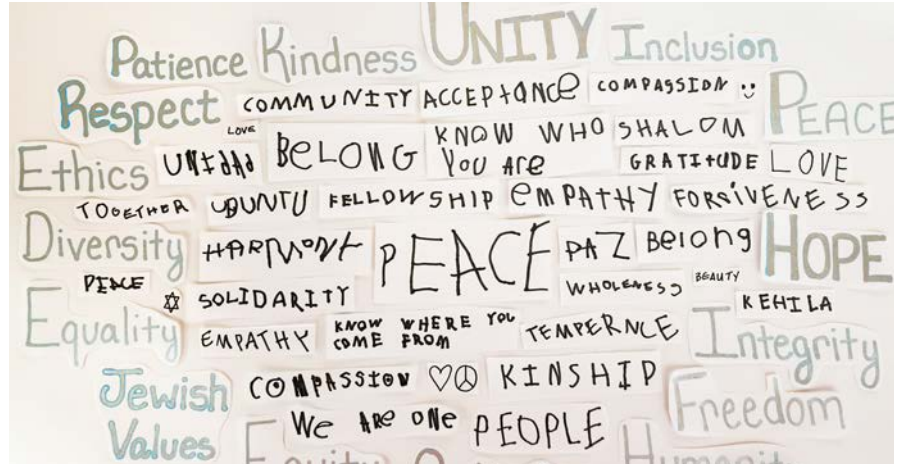 Patience Kindness UNITY Inclusion
Respect COMMUNITY ACCEPTANCE COMPASSION PEACE
LOVE
Ethics BELONG KNOW WHO SHALOM
YOU ARE GRATITUDE LOVE
TOGETHER UBUNTU FELLOWSHIP EMPATHY FORGIVENESS
Diversity HARMONY PEACE PAZ Belong HOPE
PEACE SOLIDARITY WHOLENESS BEAUTY
KEHILA
Equality EMPATHY KNOW WHERE YOU
COME FROM TEMPERNCE Integrity
Jewish COMPASSION KINSHIP Freedom
Values We ARE ONE PEOPLE
Equity